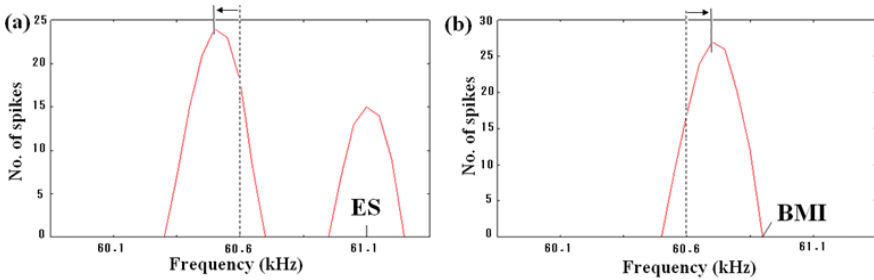 (a)
No. of spikes
25
20
15
10
5
0
ES
60.1
60.6
61.1
Frequency (kHz)
(b)
No. of spikes
30
25
20
15
10
5
0
BMI
60.1
60.6
61.1
Frequency (kHz)